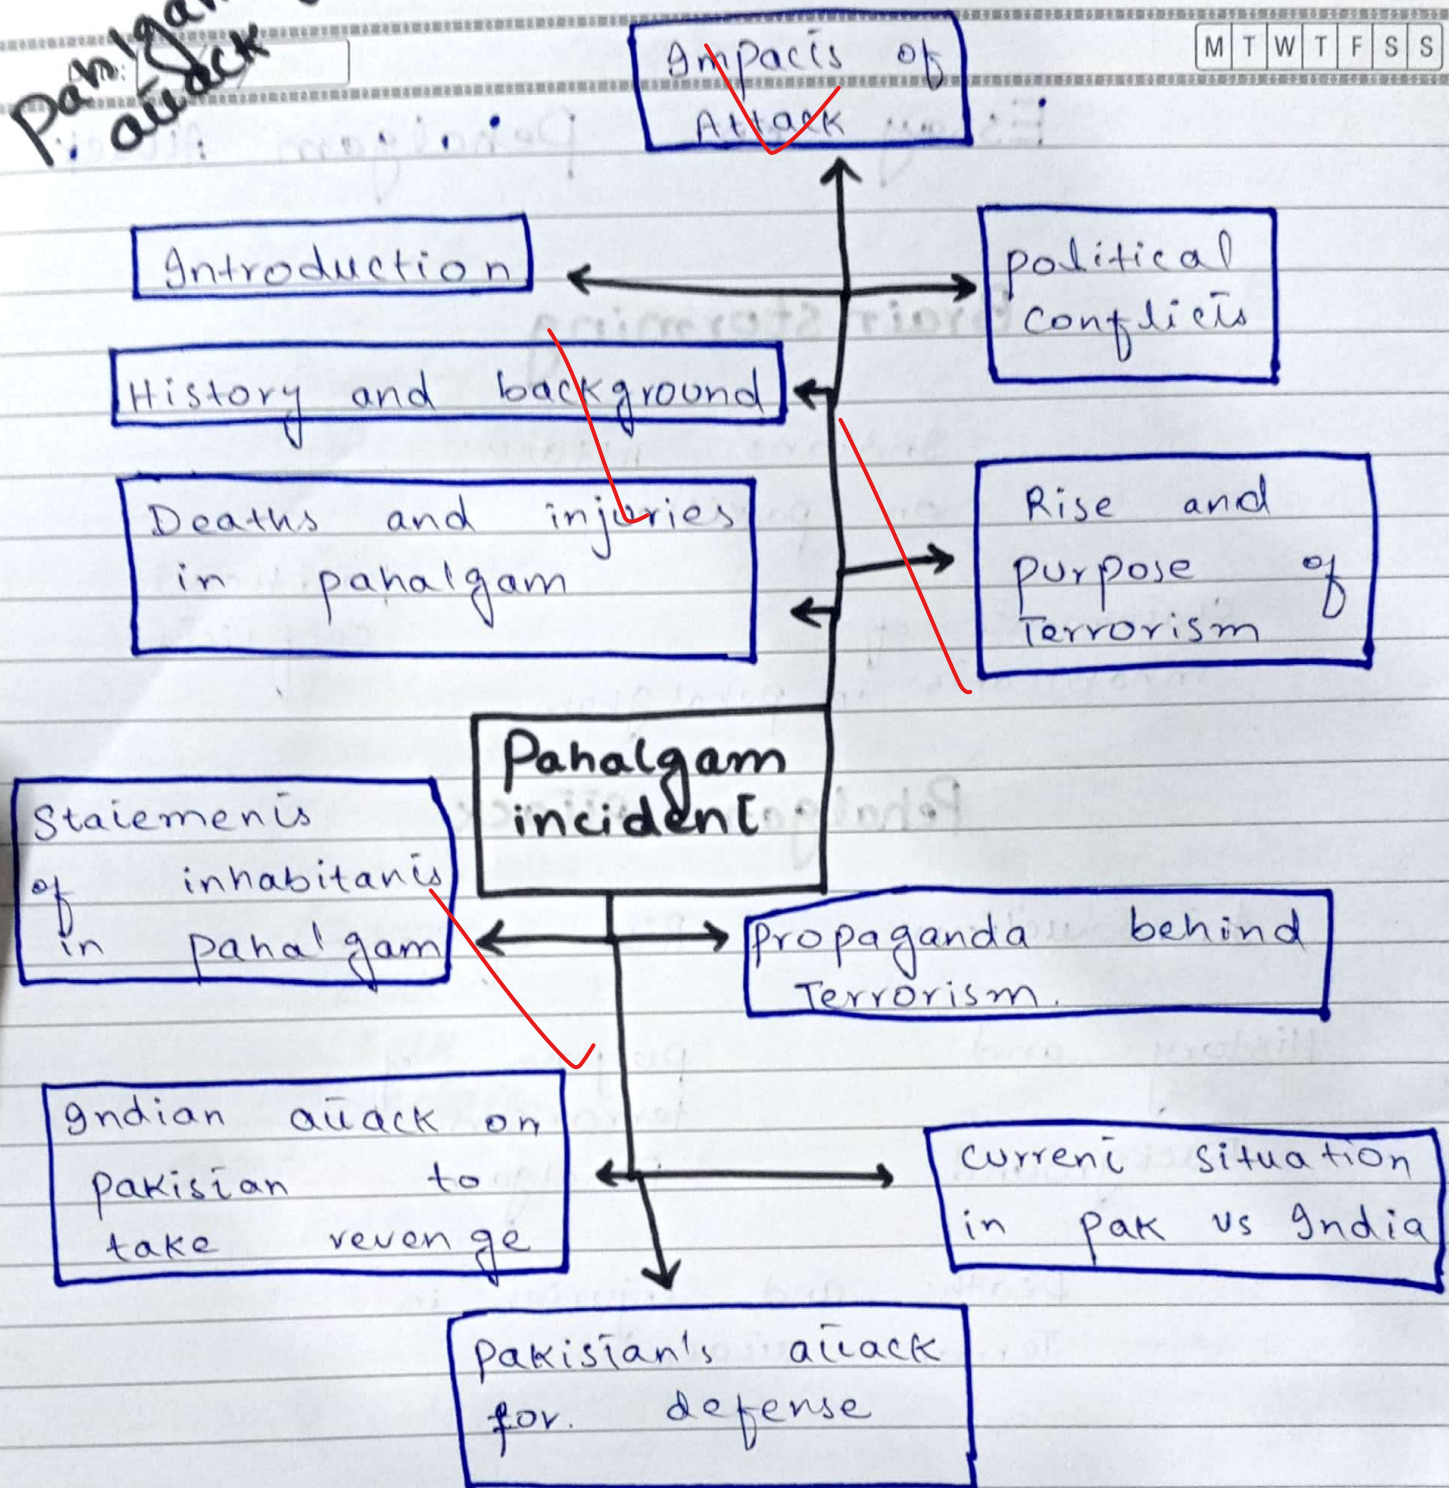 Pahalgam
attack
M T W T F S S
Impacts of
Attack
Introduction
political
conflicts
History and background
Deaths and injuries
in pahalgam
Rise and
purpose of
Terrorism
Pahalgam
incident
Statements
of inhabitants
in pahalgam
propaganda behind
Terrorism.
Indian attack on
pakistan to
take revenge
current situation
in pak vs India
pakistan's attack
for. defense